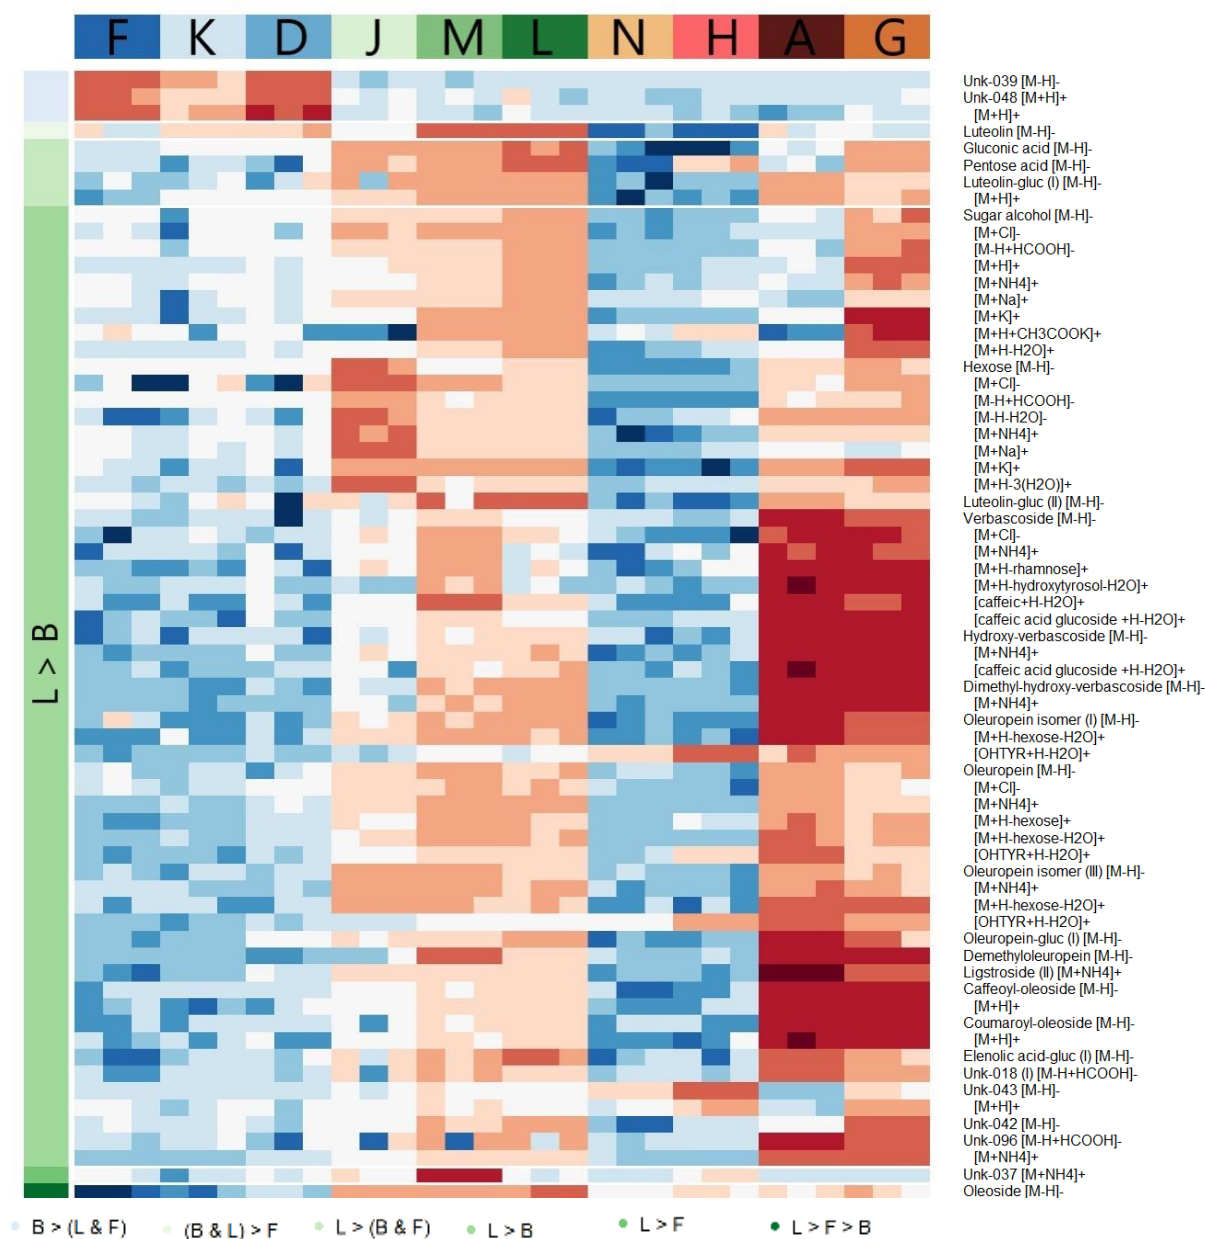 F K D J M L N H A G
Unk-039 [M-H]-
Unk-048 [M+H]+
[M+H]+
Luteolin [M-H]-
Gluconic acid [M-H]-
Pentose acid [M-H]-
Luteolin-gluc (I) [M-H]-
[M+H]+
Sugar alcohol [M-H]-
[M+Cl]-
[M-H+HCOOH]-
[M+H]+
[M+NH4]+
[M+Na]+
[M+K]+
[M+H+CH3COOK]+
[M+H-H2O]+
Hexose [M-H]-
[M+Cl]-
[M-H+HCOOH]-
[M-H-H2O]-
[M+NH4]+
[M+Na]+
[M+K]+
[M+H-3(H2O)]+
Luteolin-gluc (II) [M-H]-
Verbascoside [M-H]-
[M+Cl]-
[M+NH4]+
[M+H-rhamnose]+
[M+H-hydroxytyrosol-H2O]+
[caffeic+H-H2O]+
[caffeic acid glucoside +H-H2O]+
Hydroxy-verbascoside [M-H]-
[M+NH4]+
[caffeic acid glucoside +H-H2O]+
Dimethyl-hydroxy-verbascoside [M-H]-
[M+NH4]+
Oleuropein isomer (I) [M-H]-
[M+H-hexose-H2O]+
[OHTYR+H-H2O]+
Oleuropein [M-H]-
[M+Cl]-
[M+NH4]+
[M+H-hexose]+
[M+H-hexose-H2O]+
[OHTYR+H-H2O]+
Oleuropein isomer (III) [M-H]-
[M+NH4]+
[M+H-hexose-H2O]+
[OHTYR+H-H2O]+
Oleuropein-gluc (I) [M-H]-
Demethyloleuropein [M-H]-
Ligstroside (II) [M+NH4]+
Caffeoyl-oleoside [M-H]-
[M+H]+
Coumaroyl-oleoside [M-H]-
[M+H]+
Elenolic acid-gluc (I) [M-H]-
Unk-018 (I) [M-H+HCOOH]-
Unk-043 [M-H]-
[M+H]+
Unk-042 [M-H]-
Unk-096 [M-H+HCOOH]-
[M+NH4]+
Unk-037 [M+NH4]+
Oleoside [M-H]-
L > B
B > (L & F) (B & L) > F L > (B & F) L > B L > F L > F > B